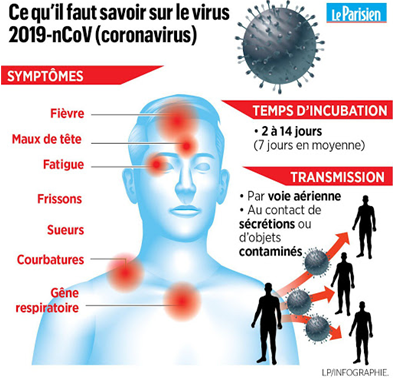 Ce qu'il faut savoir sur le virus
2019-nCoV (coronavirus)
Le Parisien
SYMPTÔMES
Fièvre
Maux de tête
Fatigue
Frissons
Sueurs
Courbatures
Gêne
respiratoire
TEMPS D'INCUBATION
• 2 à 14 jours
(7 jours en moyenne)
TRANSMISSION
• Par voie aérienne
• Au contact de
sécrétions ou
d'objets
contaminés
LP/INFOGRAPHIE.